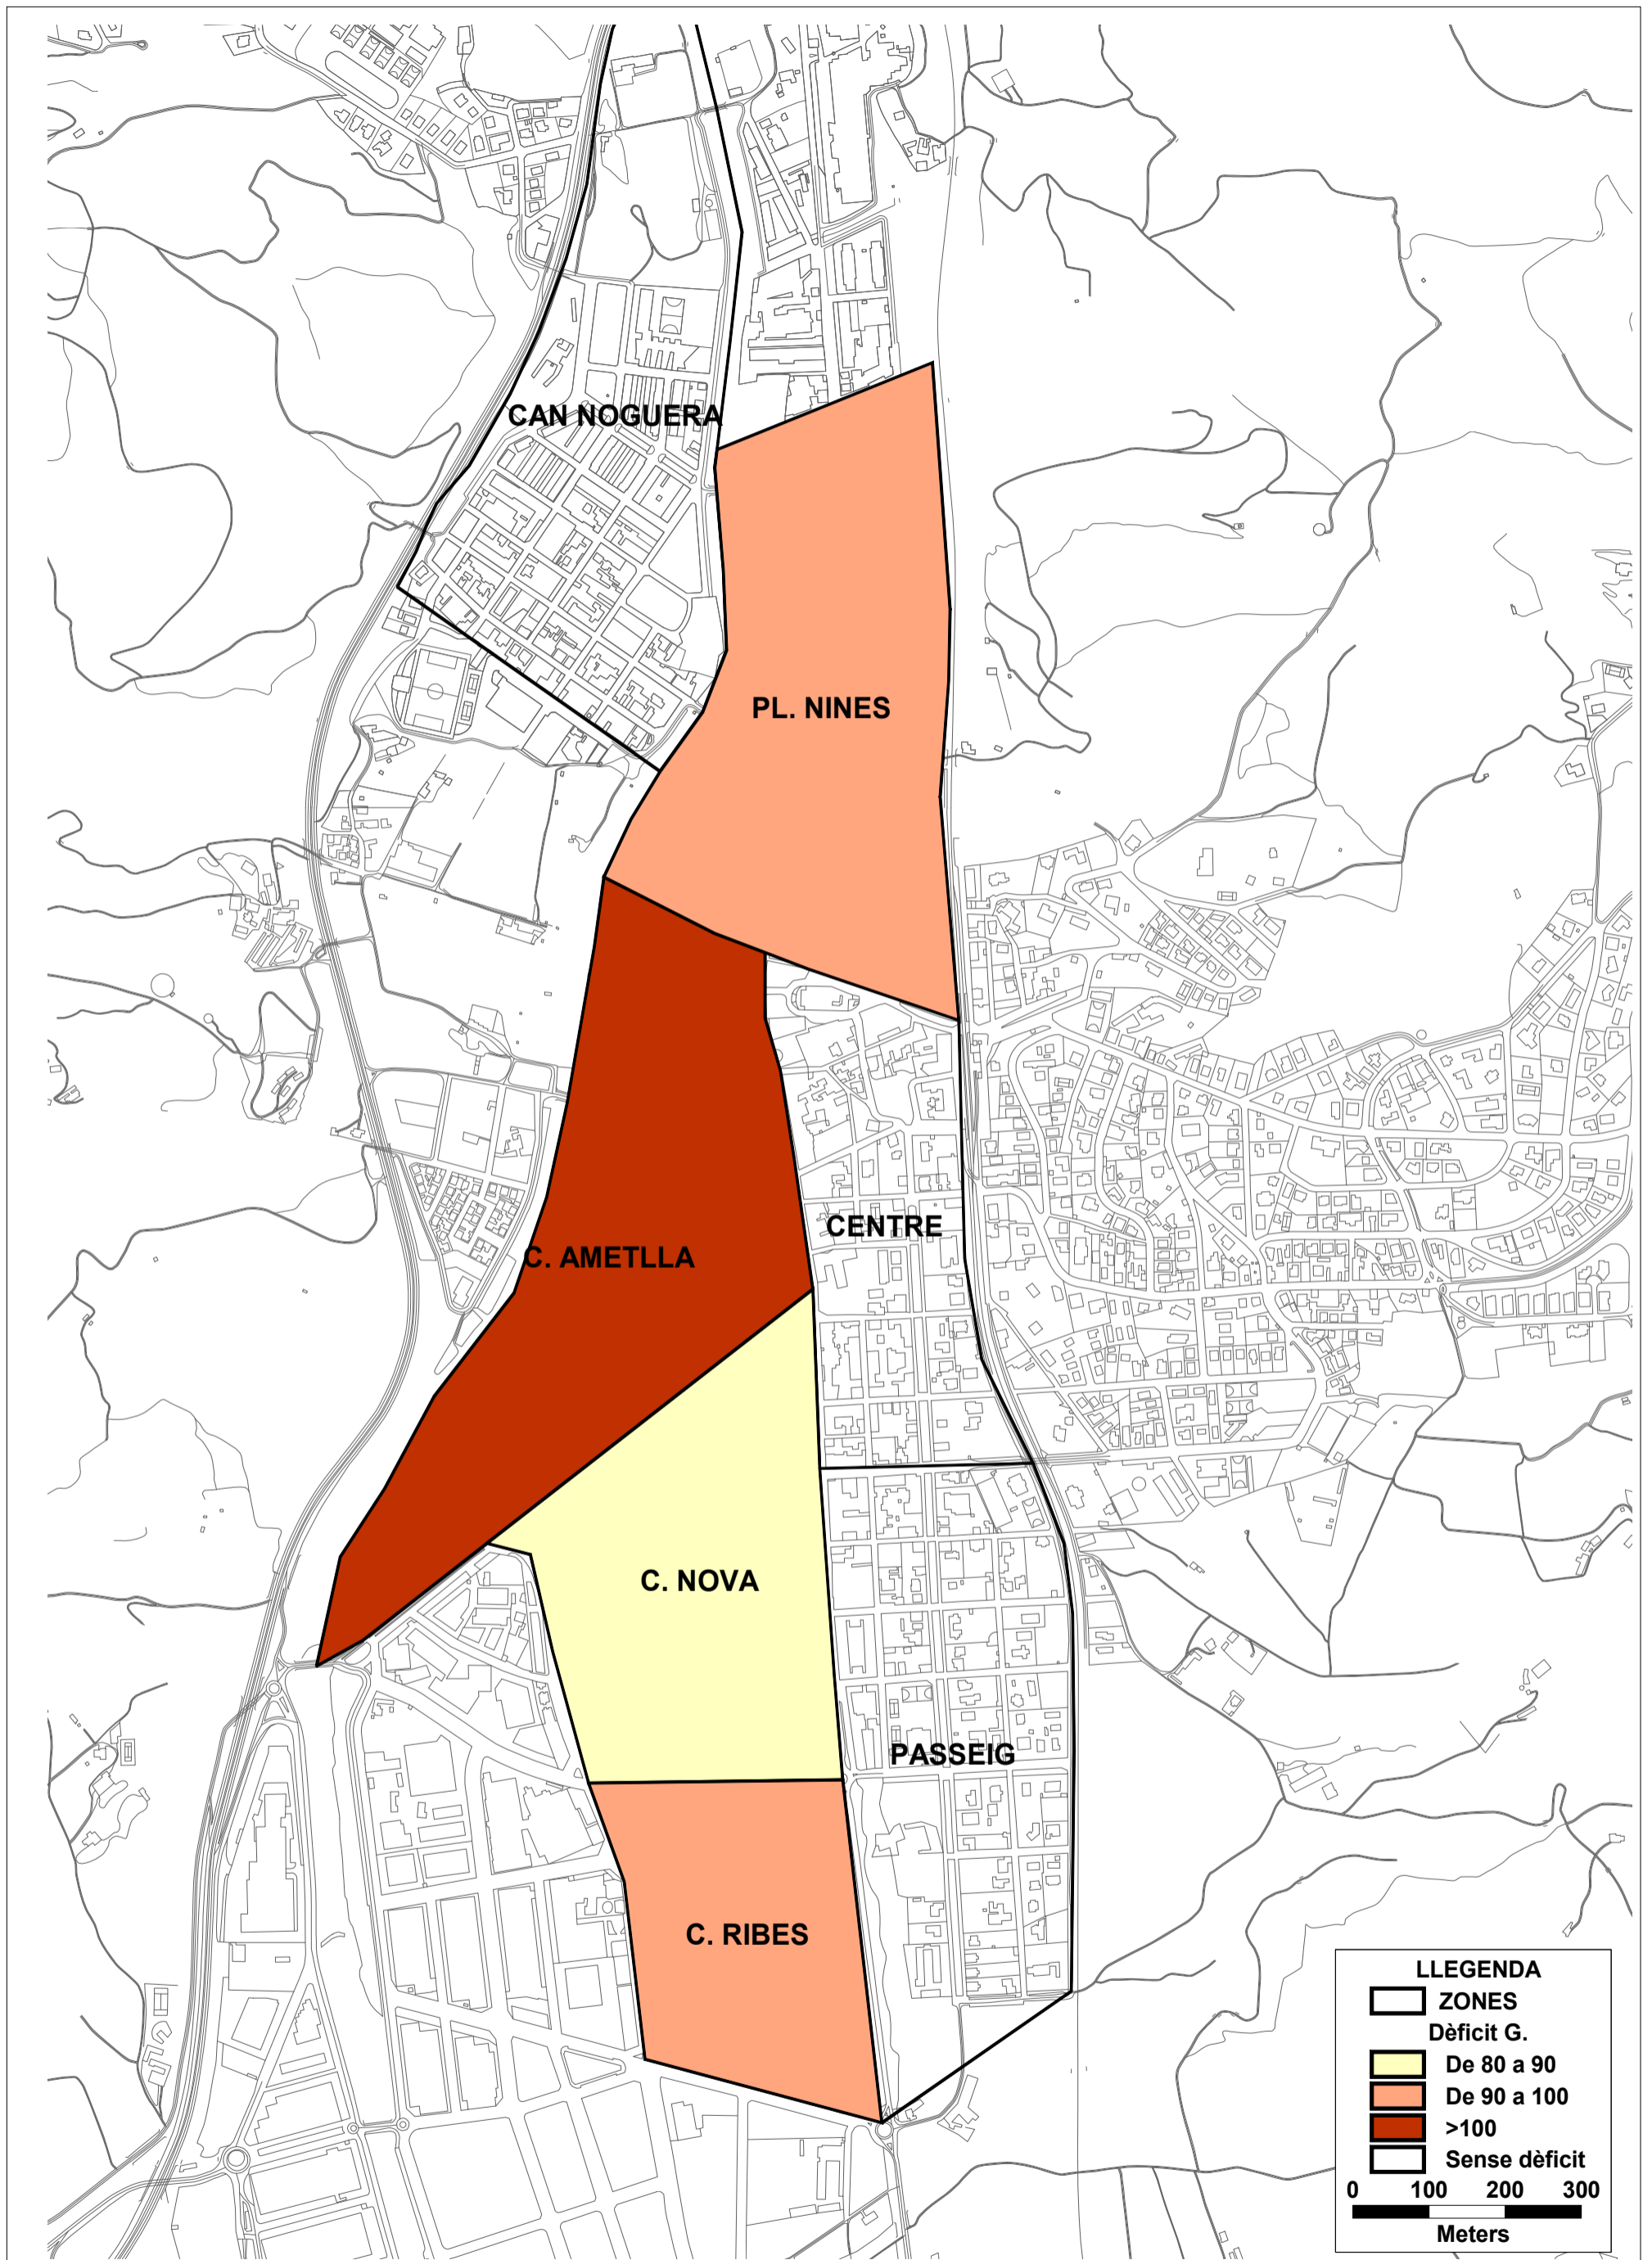 CAN NOGUERA
PL. NINES
CENTRE
C. AMETLLA
C. NOVA
PASSEIG
C. RIBES
LLEGENDA
ZONES
Dèficit G.
De 80 a 90
De 90 a 100
>100
Sense dèficit
0 100 200 300
Meters